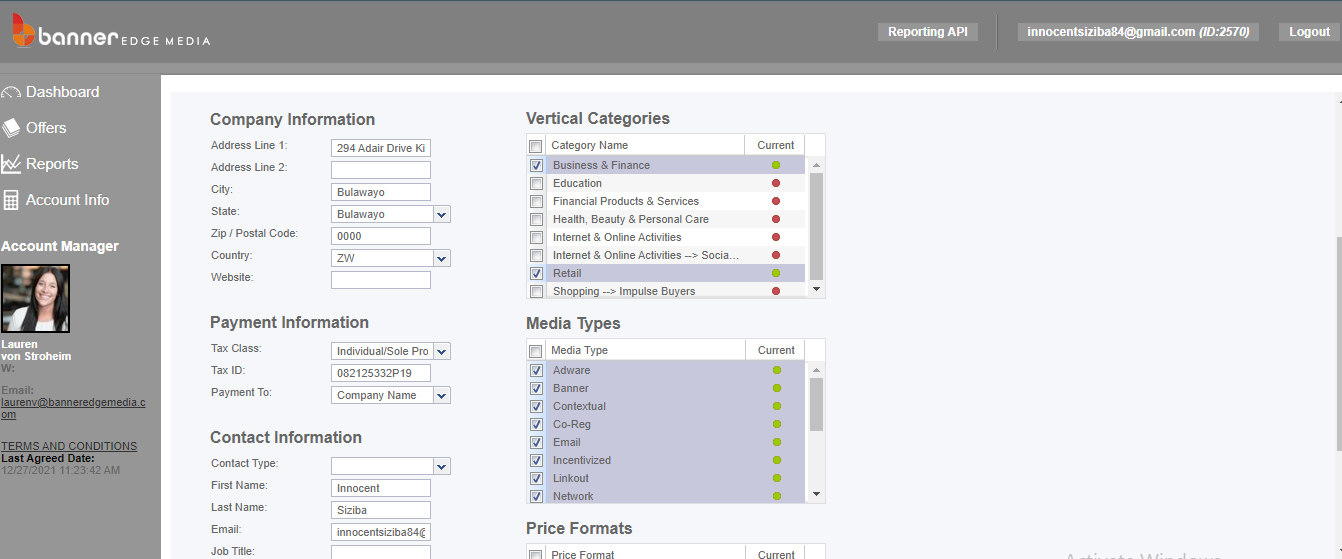 banner EDGE MEDIA
Reporting API
innocentsiziba84@gmail.com (ID:2570)
Logout
Dashboard
Offers
Reports
Account Info
Account Manager
Lauren
von Stroheim
W:
Email:
laurenv@banneredgemedia.c
om
TERMS AND CONDITIONS
Last Agreed Date:
12/27/2021 11:23:42 AM
Company Information
Address Line 1: 294 Adair Drive Ki
Address Line 2:
City: Bulawayo
State: Bulawayo
Zip / Postal Code: 0000
Country: ZW
Website:
Payment Information
Tax Class: Individual/Sole Pro
Tax ID: 082125332P19
Payment To: Company Name
Contact Information
Contact Type:
First Name: Innocent
Last Name: Siziba
Email: innocentsiziba84@
Job Title:
Vertical Categories
Category Name Current
Business & Finance
Education
Financial Products & Services
Health, Beauty & Personal Care
Internet & Online Activities
Internet & Online Activities --> Socia...
Retail
Shopping --> Impulse Buyers
Media Types
Media Type Current
Adware
Banner
Contextual
Co-Reg
Email
Incentivized
Linkout
Network
Price Formats
Price Format Current
Activate Windows